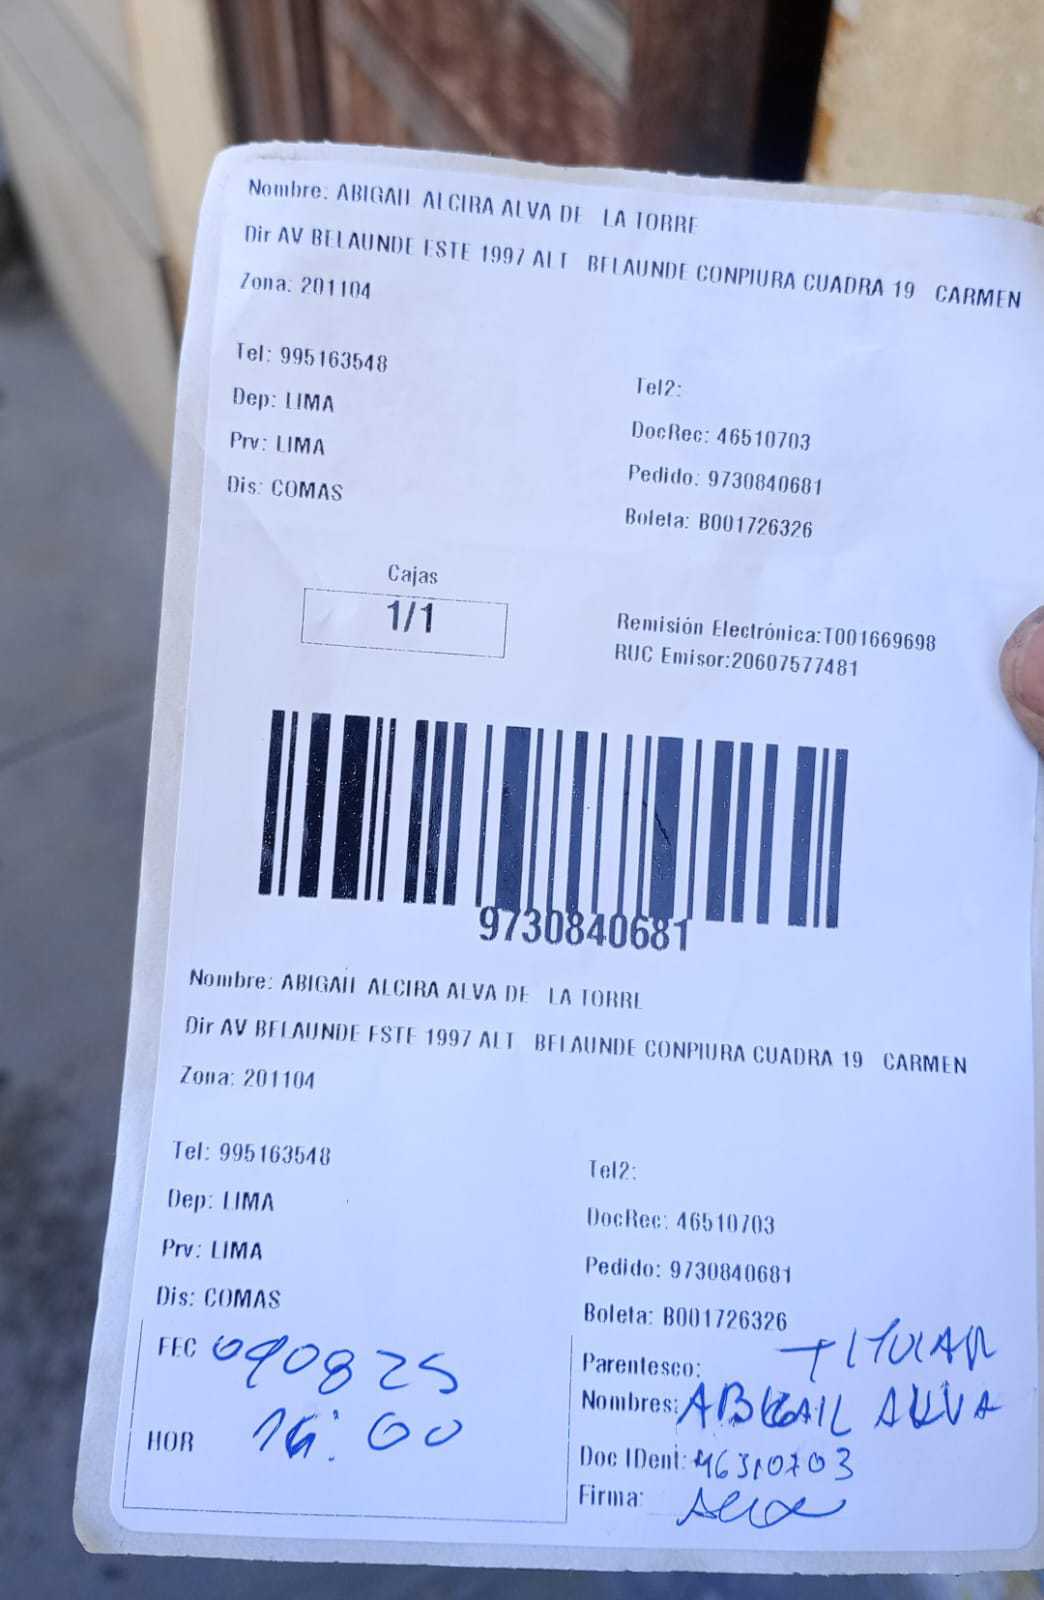 Nombre: ABIGAIL ALCIRA ALVA DE LA TORRE
Dir AV BELAUNDE ESTE 1997 ALT BELAUNDE CONPIURA CUADRA 19 CARMEN
Zona: 201104
Tel: 995163548
Tel2:
Dep: LIMA
DocRec: 46510703
Prv: LIMA
Pedido: 9730840681
Dis: COMAS
Boleta: B001726326
Cajas
1/1
Remisión Electrónica:T001669698
RUC Emisor:20607577481
9730840681
Nombre: ABIGAIL ALCIRA ALVA DE LA TORRE
Dir AV BELAUNDE ESTE 1997 ALT BELAUNDE CONPIURA CUADRA 19 CARMEN
Zona: 201104
Tel: 995163548
Tel2:
Dep: LIMA
DocRec: 46510703
Prv: LIMA
Pedido: 9730840681
Dis: COMAS
Boleta: B001726326
FEC 090825
Parentesco: TITULAR
Nombres: ABIGAIL ALVA
HOR
Doc IDent:
Firma: